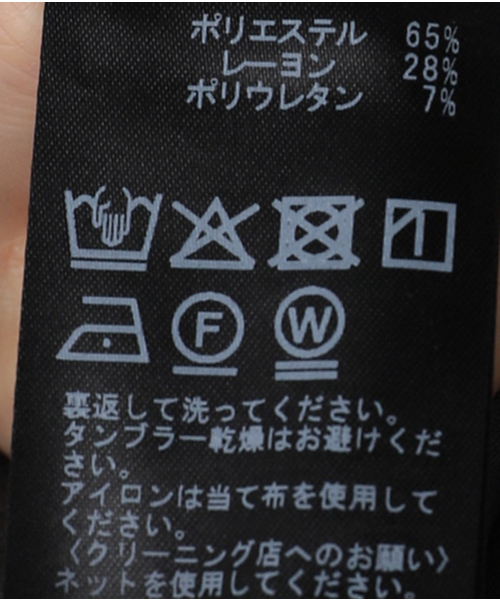 ポリエステル 65%
レーヨン 28%
ポリウレタン 7%
F
W
裏返して洗ってください。
タンブラー乾燥はお避けくだ
さい。
アイロンは当て布を使用して
ください。
〈クリーニング店へのお願い〉
ネットを使用してください。